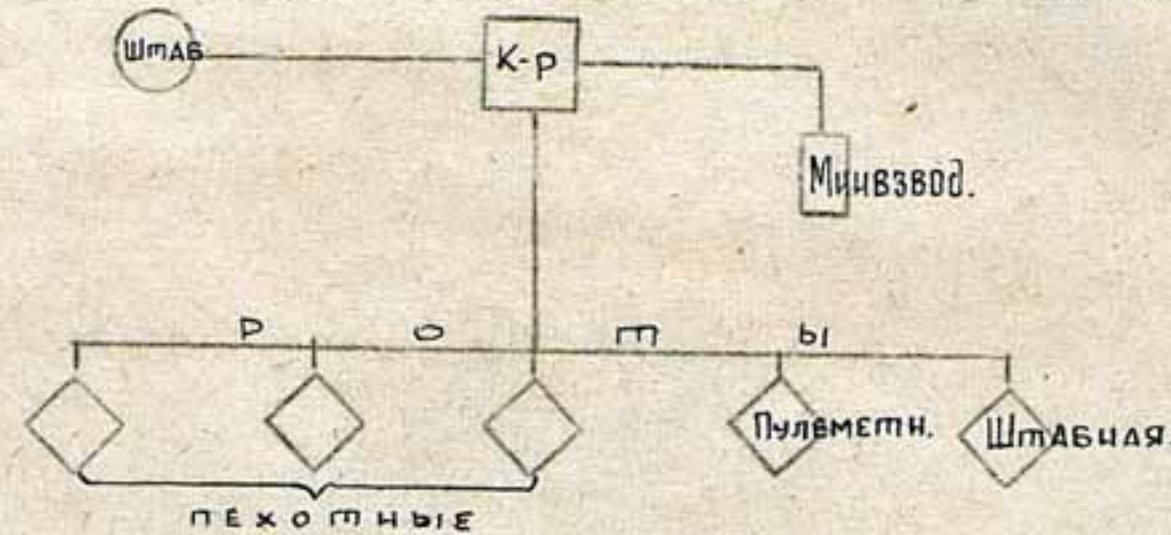 Штаб
К-р
Минвзвод.
Р О Т Ы
Пулеметн.
Штабная.
ПЕХОТНЫЕ